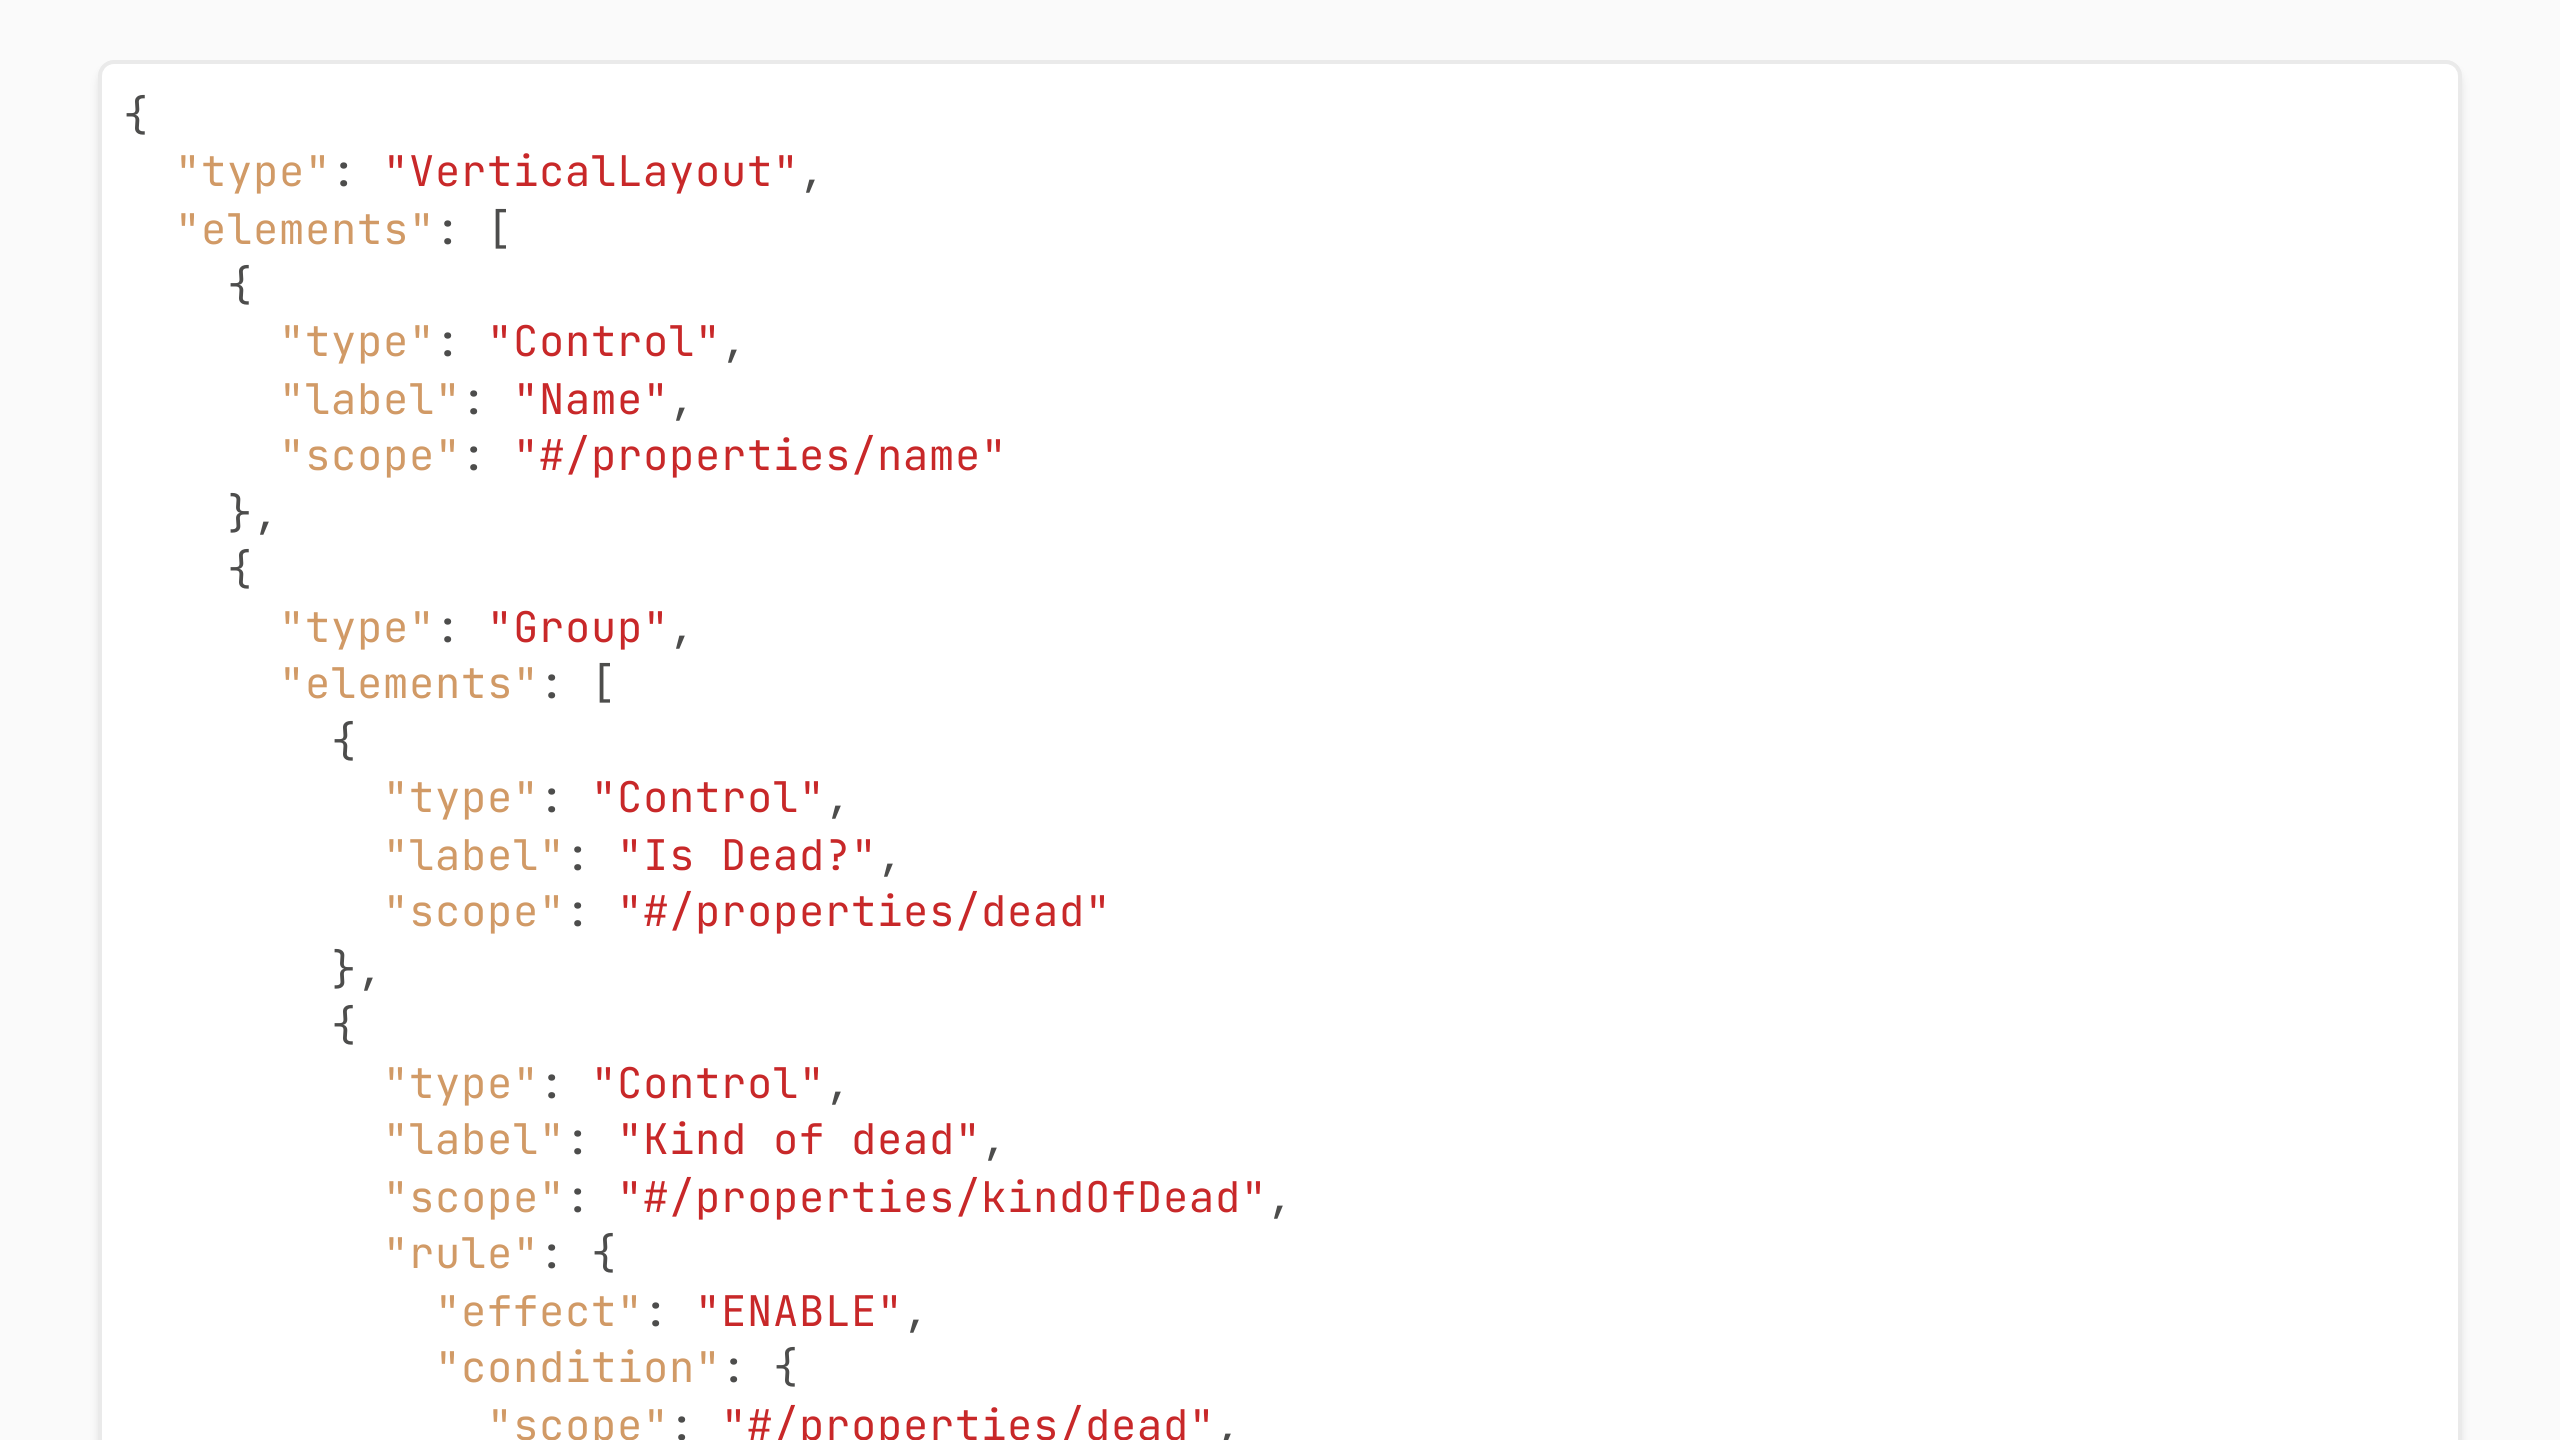 {
  "type": "VerticalLayout",
  "elements": [
    {
      "type": "Control",
      "label": "Name",
      "scope": "#/properties/name"
    },
    {
      "type": "Group",
      "elements": [
        {
          "type": "Control",
          "label": "Is Dead?",
          "scope": "#/properties/dead"
        },
        {
          "type": "Control",
          "label": "Kind of dead",
          "scope": "#/properties/kindOfDead",
          "rule": {
            "effect": "ENABLE",
            "condition": {
              "scope": "#/properties/dead",